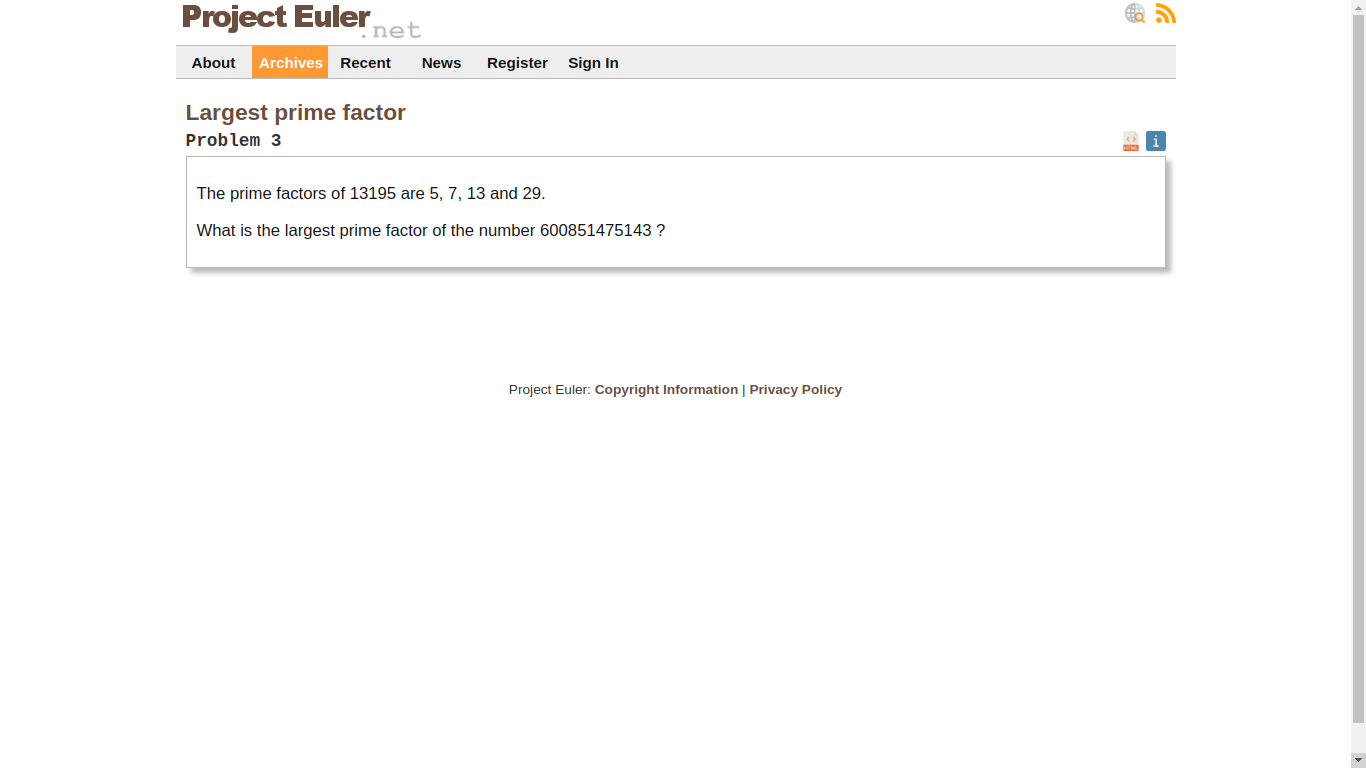 Project Euler
.net
About Archives Recent News Register Sign In
Largest prime factor
Problem 3
HTML i
The prime factors of 13195 are 5, 7, 13 and 29.
What is the largest prime factor of the number 600851475143 ?
Project Euler: Copyright Information | Privacy Policy